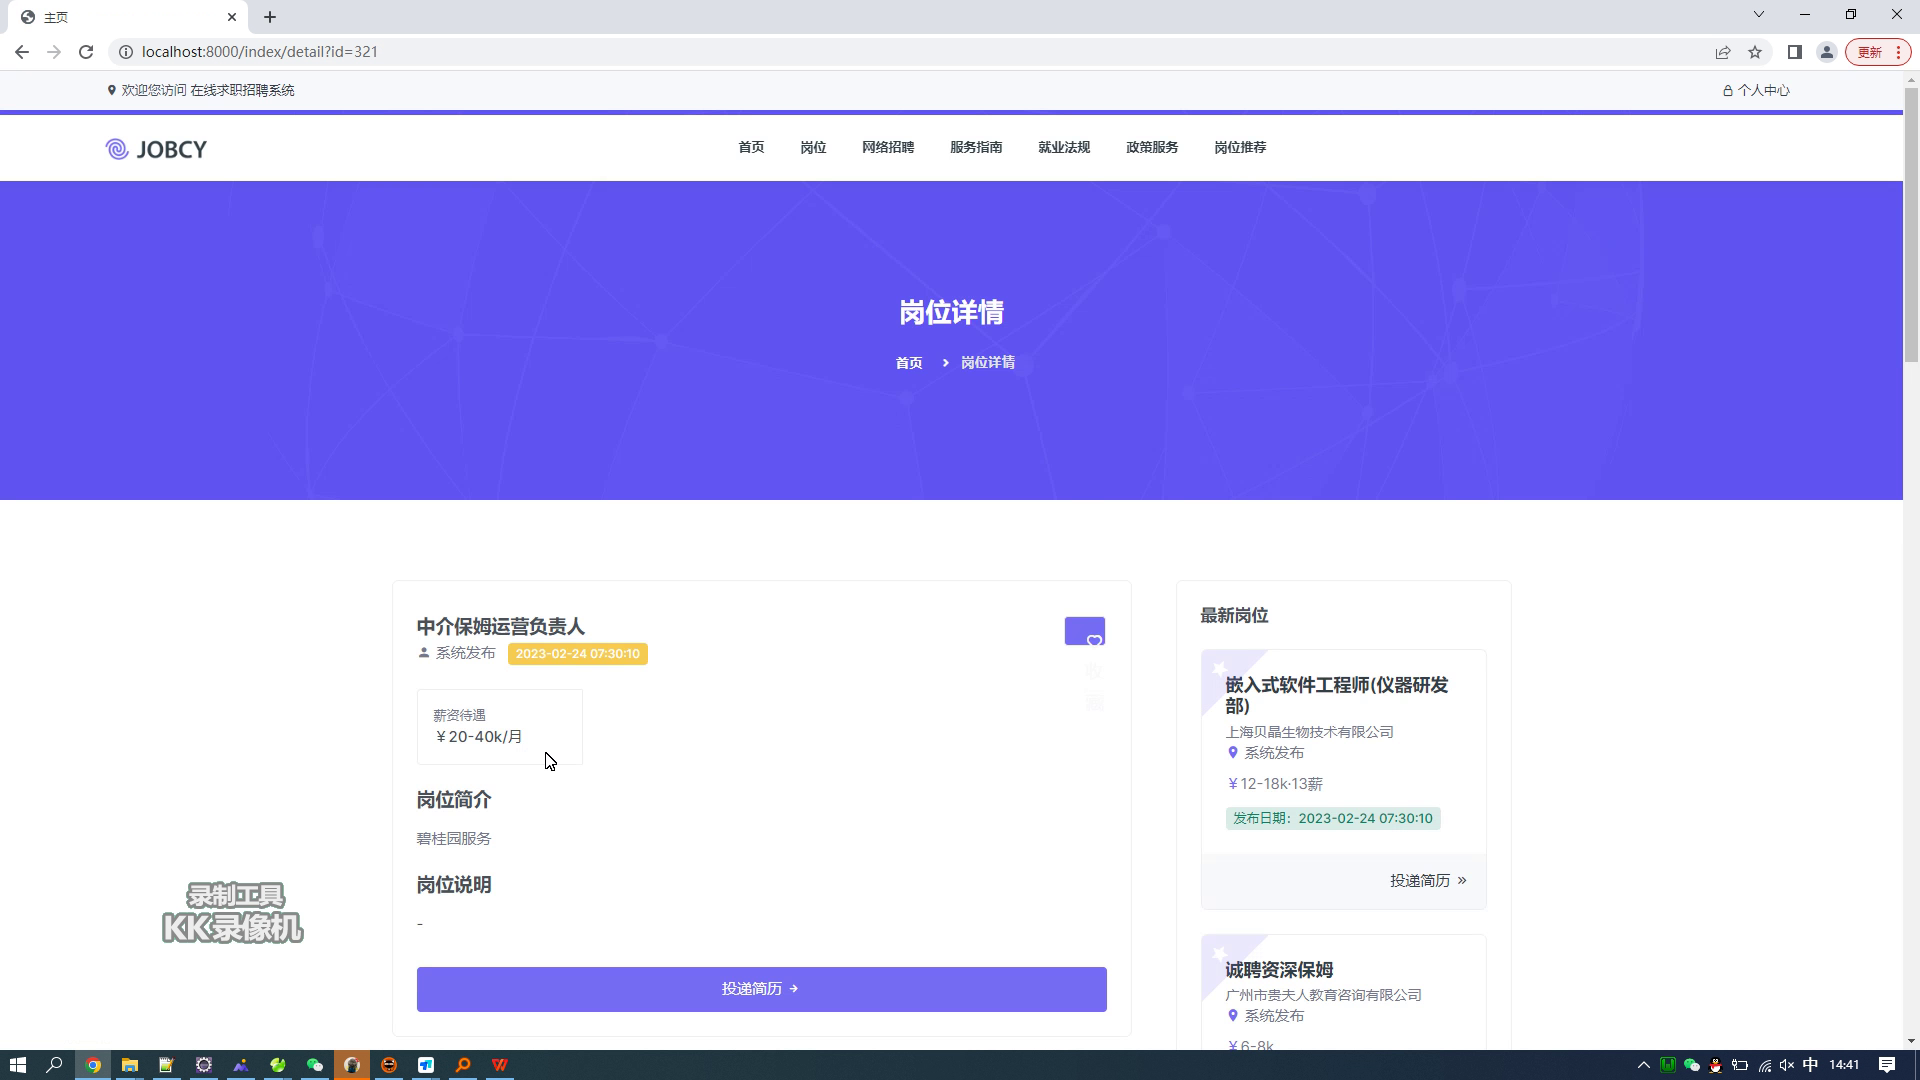 主页
localhost:8000/index/detail?id=321
更新
欢迎您访问 在线求职招聘系统
个人中心
JOBCY
首页
岗位
网络招聘
服务指南
就业法规
政策服务
岗位推荐
岗位详情
首页
岗位详情
中介保姆运营负责人
系统发布
2023-02-24 07:30:10
薪资待遇
￥20-40k/月
岗位简介
碧桂园服务
岗位说明
-
投递简历
最新岗位
嵌入式软件工程师(仪器研发
部)
上海贝晶生物技术有限公司
系统发布
￥12-18k·13薪
发布日期：2023-02-24 07:30:10
投递简历 »
诚聘资深保姆
广州市贵夫人教育咨询有限公司
系统发布
￥6-8k
录制工具
KK录像机
中
14:41